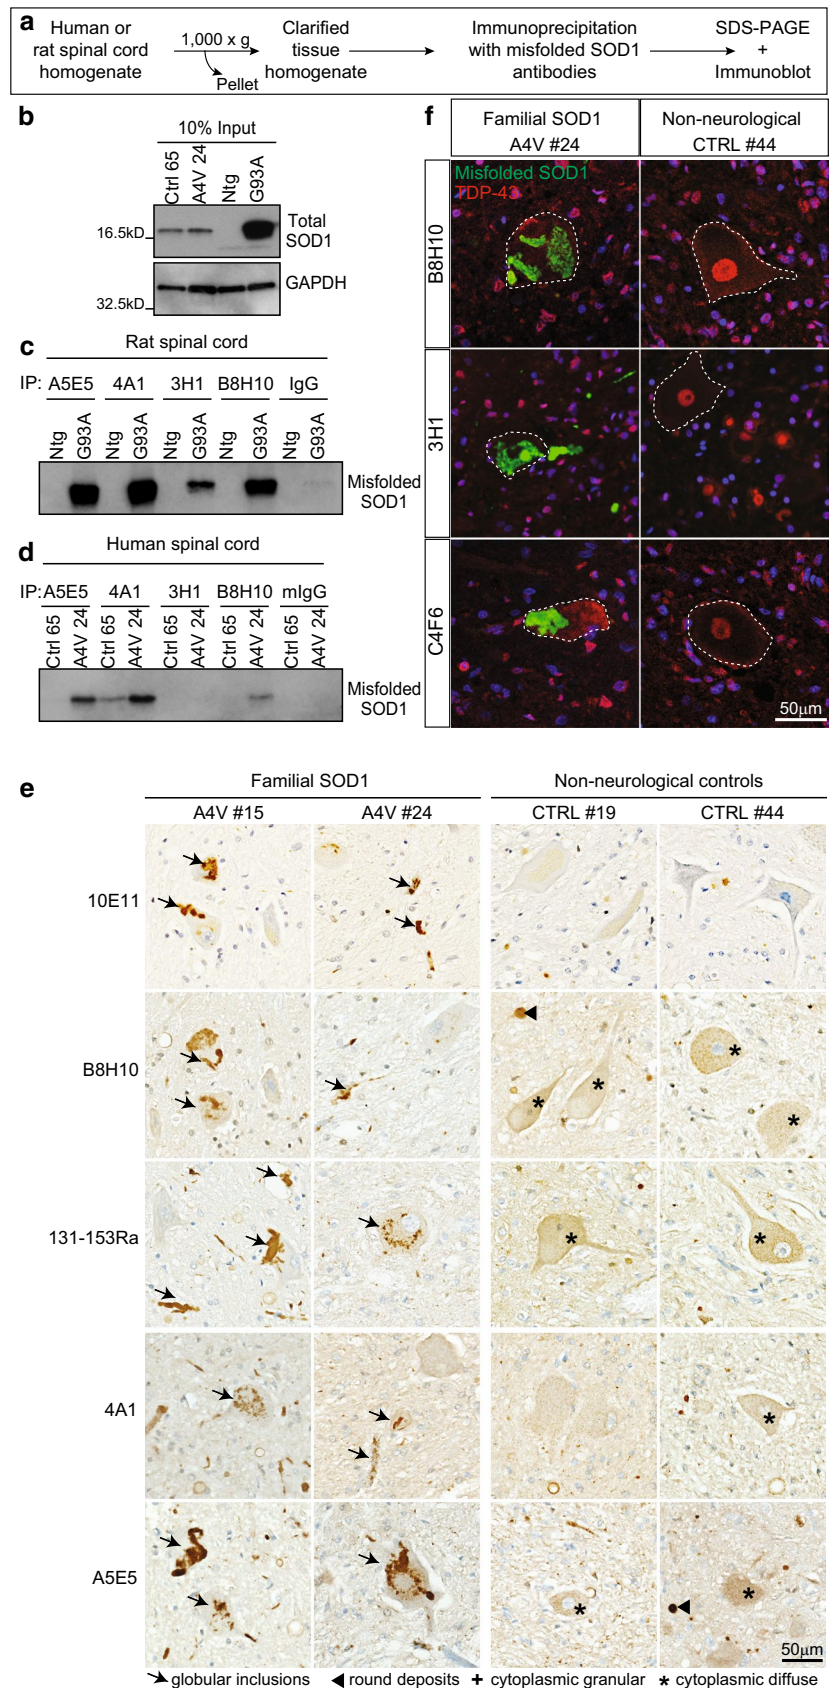 a
Human or
rat spinal cord
homogenate
1,000 x g
Pellet
Clarified
tissue
homogenate
Immunoprecipitation
with misfolded SOD1
antibodies
SDS-PAGE
+
Immunoblot
b
10% Input
Ctrl 65
A4V 24
Ntg
G93A
16.5kD
Total
SOD1
32.5kD
GAPDH
c
Rat spinal cord
IP: A5E5 4A1 3H1 B8H10 IgG
Ntg G93A Ntg G93A Ntg G93A Ntg G93A Ntg G93A
Misfolded
SOD1
d
Human spinal cord
IP: A5E5 4A1 3H1 B8H10 mIgG
Ctrl 65 A4V 24 Ctrl 65 A4V 24 Ctrl 65 A4V 24 Ctrl 65 A4V 24 Ctrl 65 A4V 24
Misfolded
SOD1
f
Familial SOD1
A4V #24
Non-neurological
CTRL #44
Misfolded SOD1
TDP-43
B8H10
3H1
C4F6
50µm
e
Familial SOD1
Non-neurological controls
A4V #15
A4V #24
CTRL #19
CTRL #44
10E11
B8H10
* * * *
131-153Ra
* *
4A1
*
A5E5
* *
50µm
globular inclusions round deposits + cytoplasmic granular * cytoplasmic diffuse